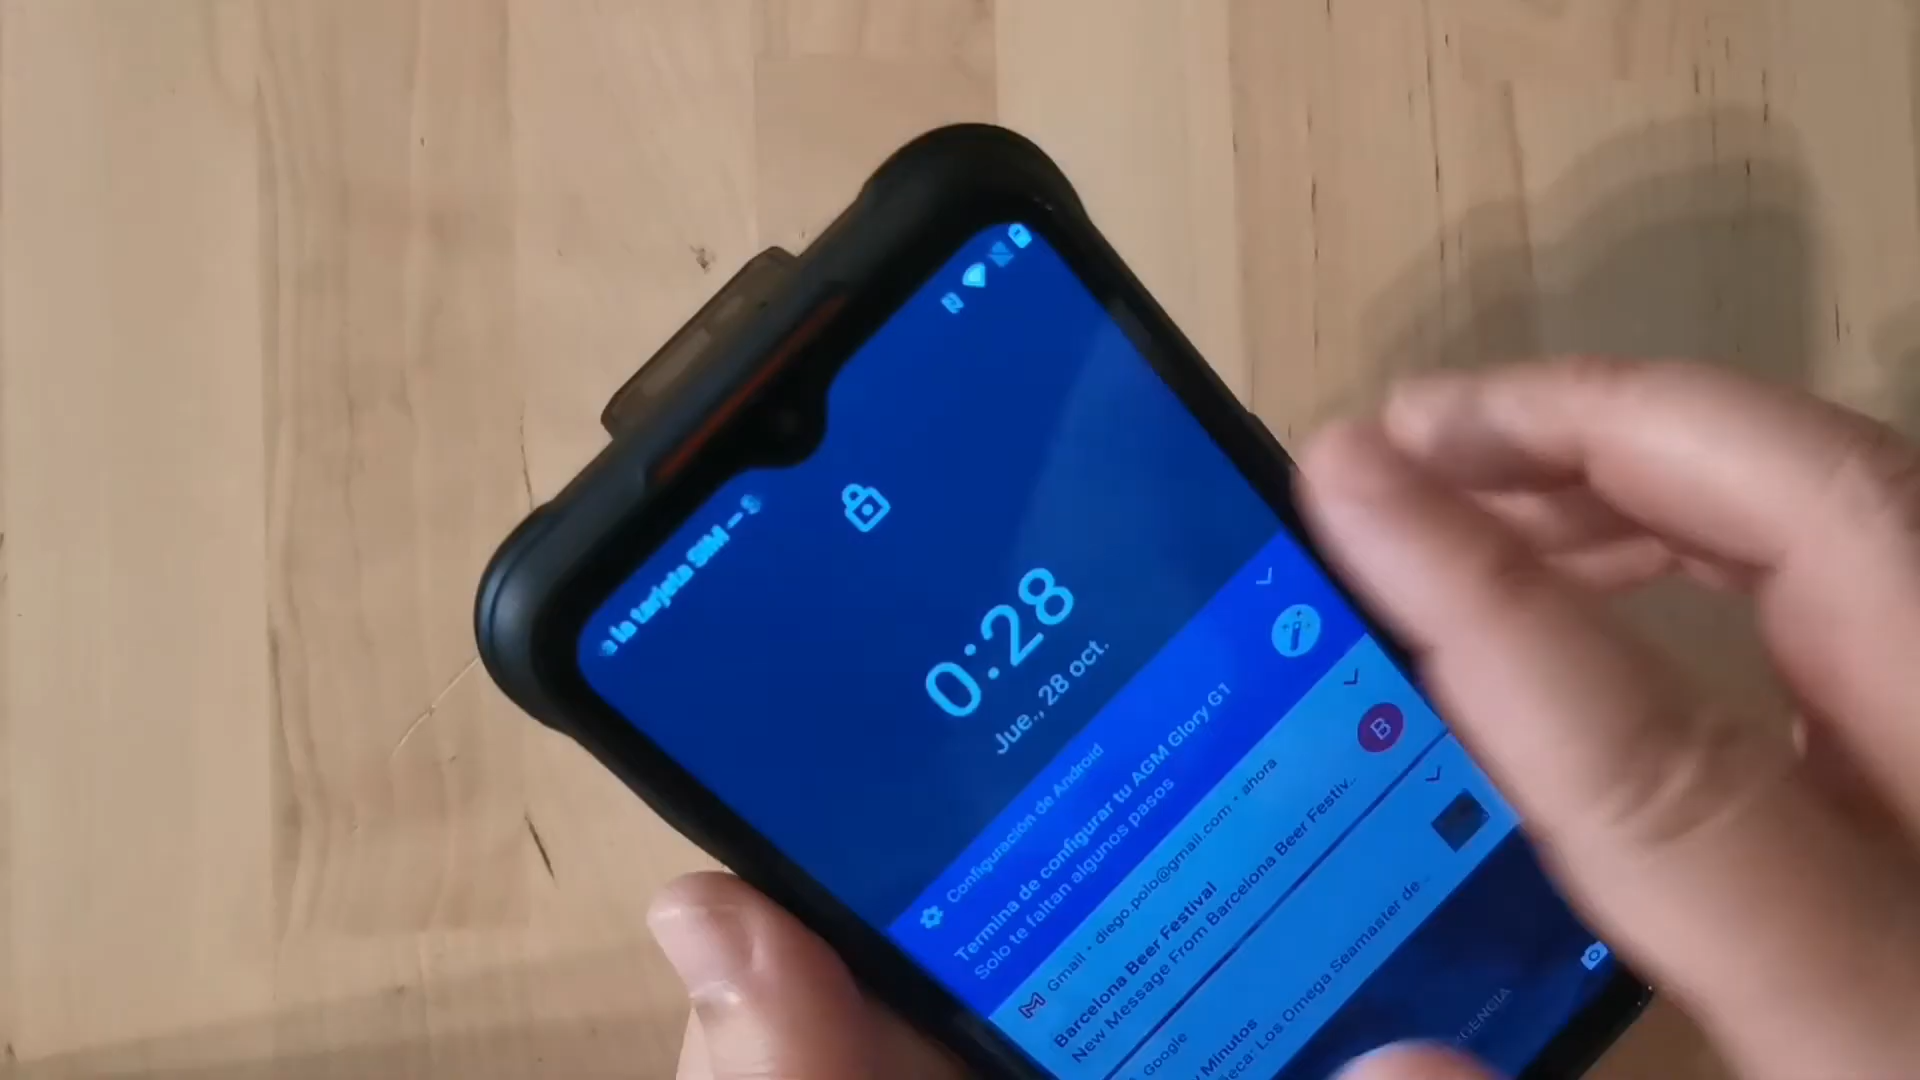 la tarjeta SIM —
0:28
Jue., 28 oct.
Configuración de Android
Termina de configurar tu AGM Glory G1
Solo te faltan algunos pasos
Gmail • diego.polo@gmail.com • ahora
B
Barcelona Beer Festival
New Message From Barcelona Beer Festiv..
Google
Minutos
Los Omega Seamaster de...